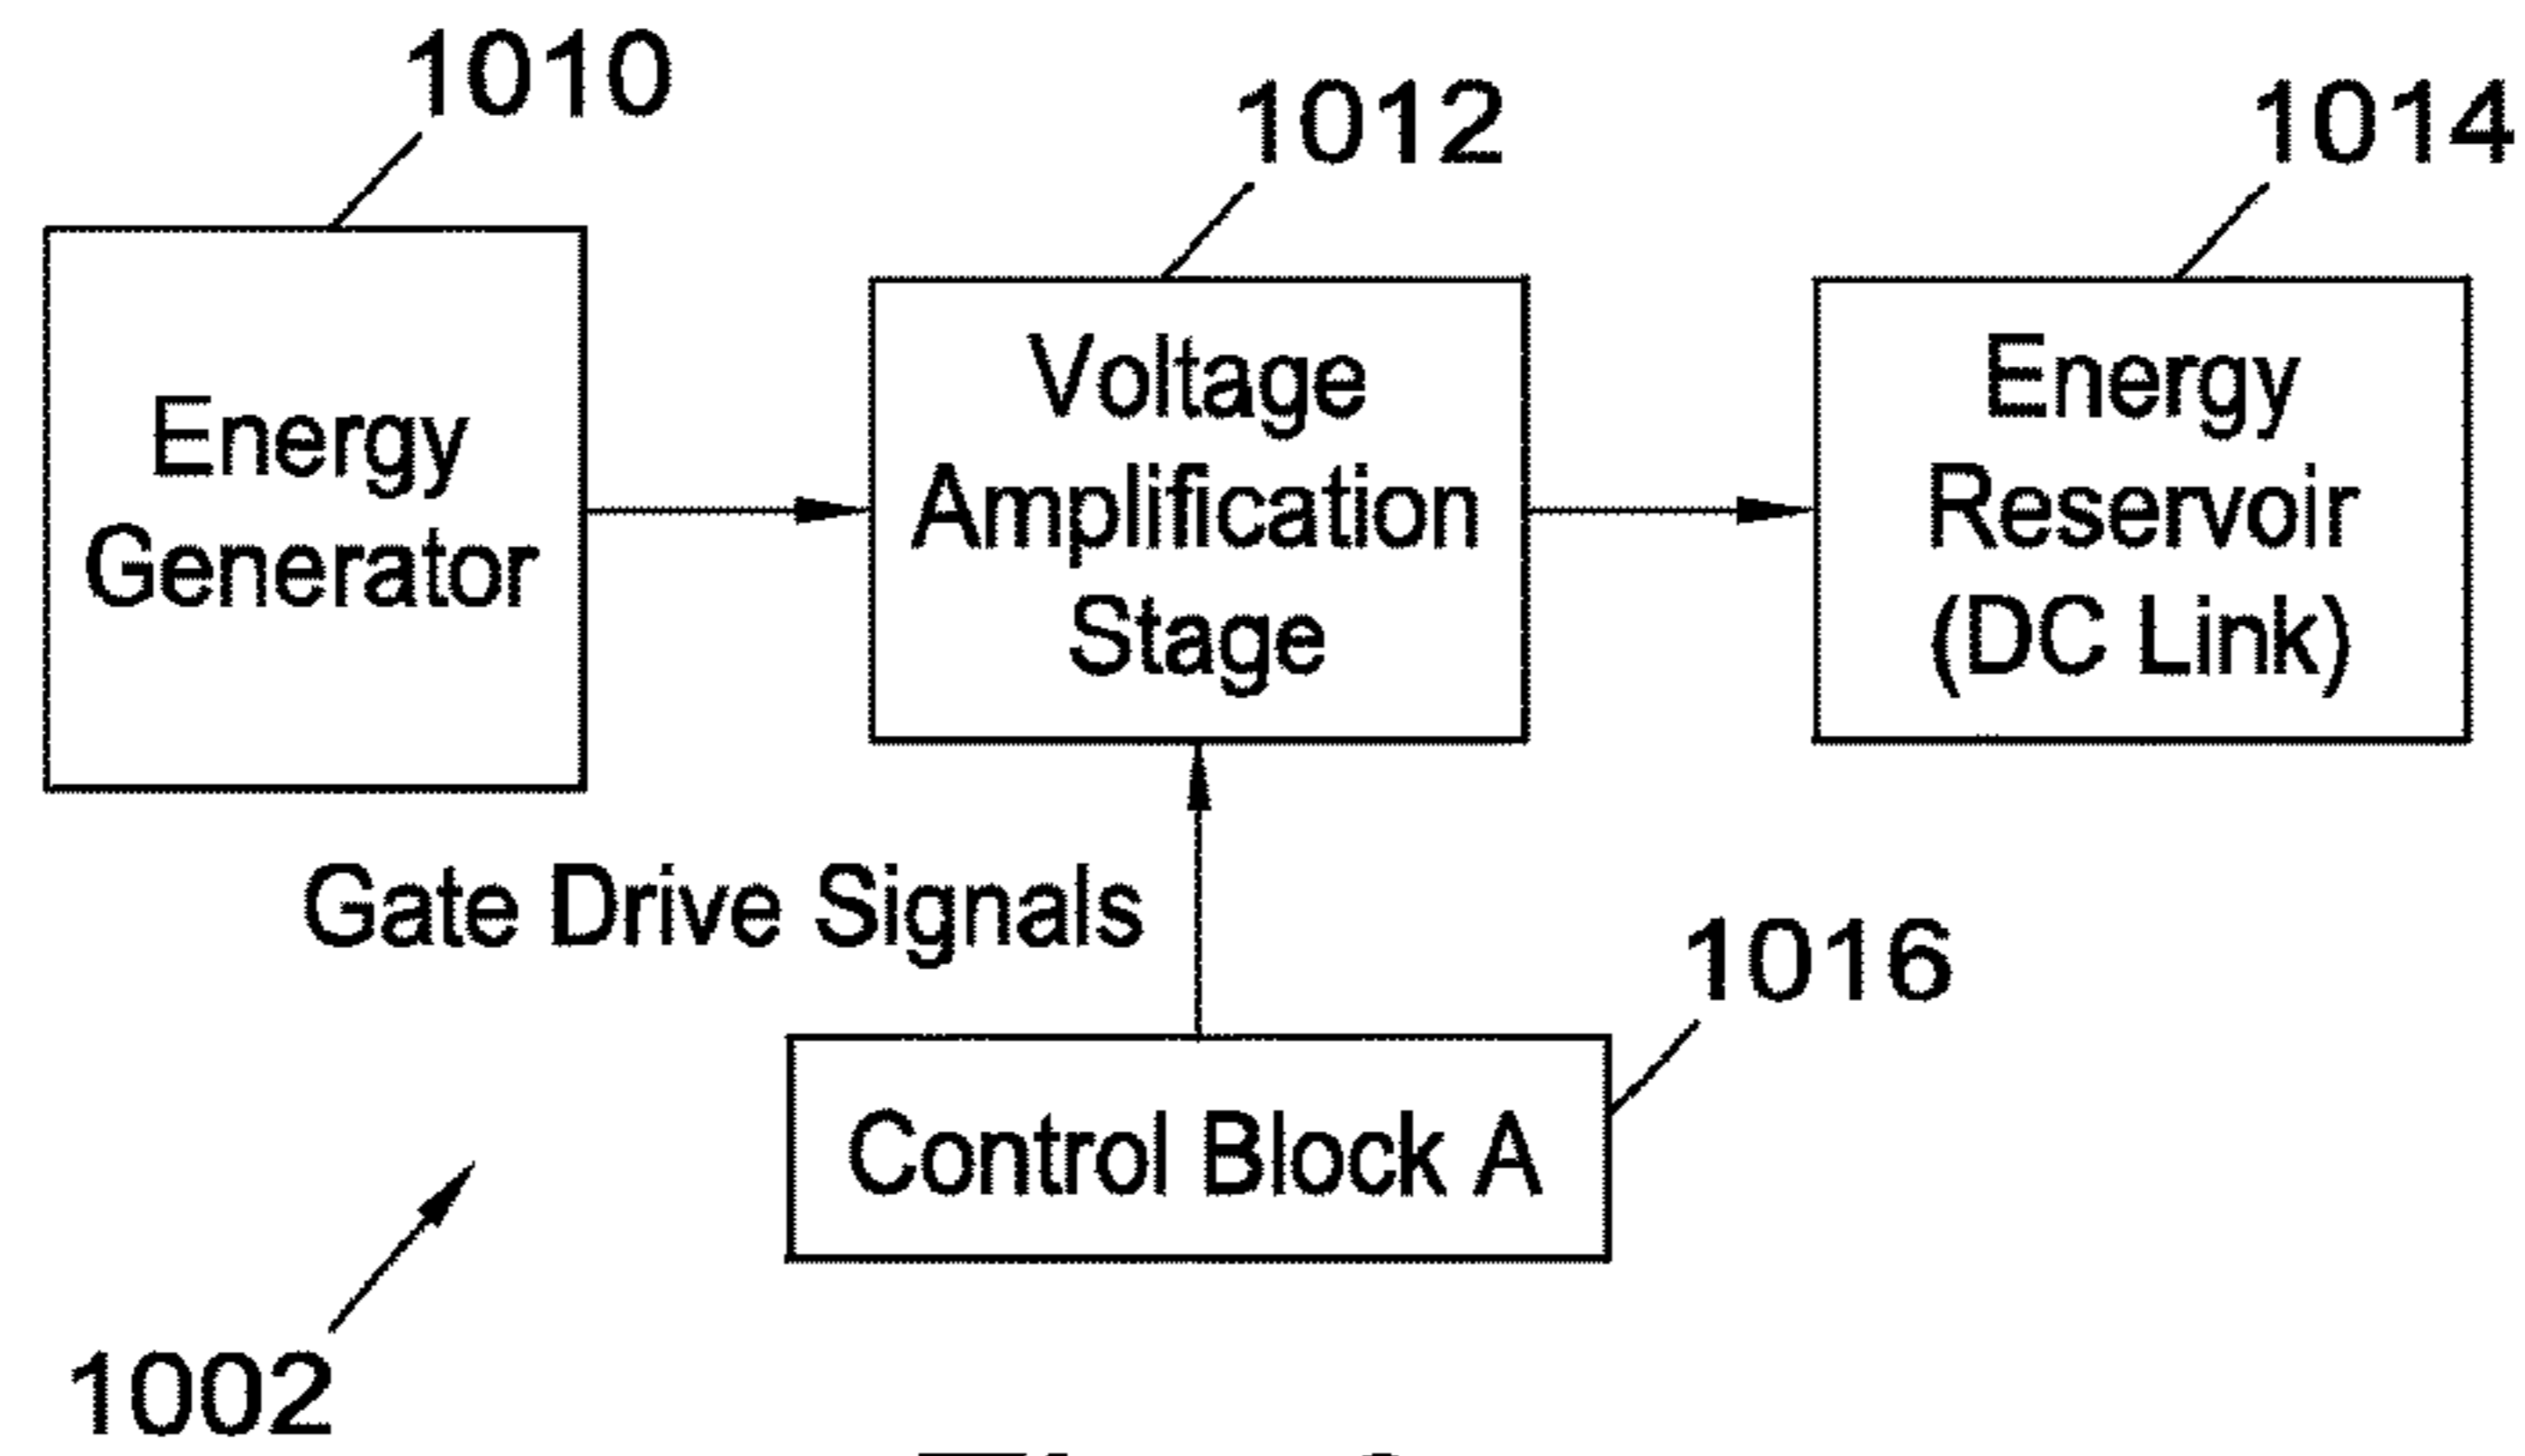 1010
1012
1014
Energy
Generator
Voltage
Amplification
Stage
Energy
Reservoir
(DC Link)
Gate Drive Signals
1016
Control Block A
1002